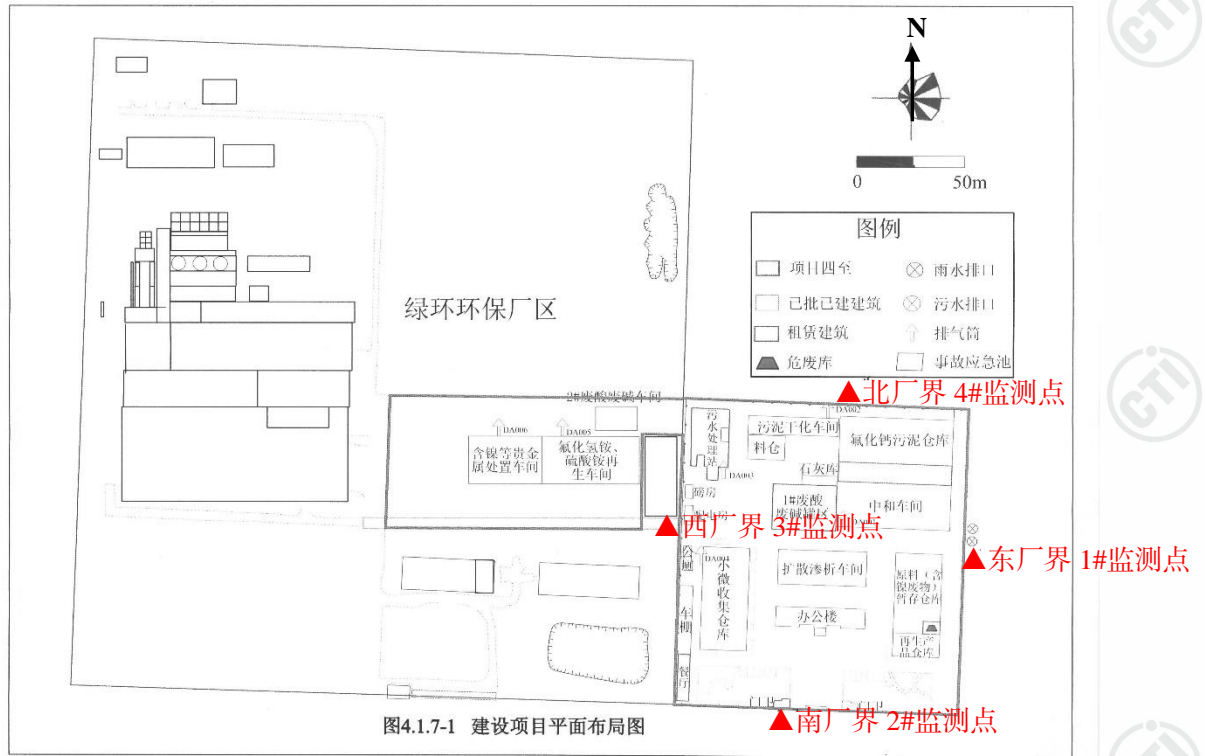 CTI
N
0 50m
图例
项目四至
雨水排口
已批已建建筑
污水排口
租赁建筑
排气筒
危废库
事故应急池
绿环环保厂区
▲北厂界 4#监测点
2#废酸废碱车间
DA006
DA005
含镍等贵金
属处置车间
氟化氢铵、
硫酸铵再
生车间
污水处理站
DA002
污泥干化车间
料仓
氟化钙污泥仓库
石灰库
DA003
磅房
1#废酸
废碱罐区
中和车间
配电房
▲西厂界 3#监测点
CTI
▲东厂界 1#监测点
公厕
DA004
小微收集仓库
扩散渗析车间
原料（含
镍废物）
暂存仓库
车棚
办公楼
再生产
品仓库
餐厅
▲南厂界 2#监测点
图4.1.7-1 建设项目平面布局图
CTI